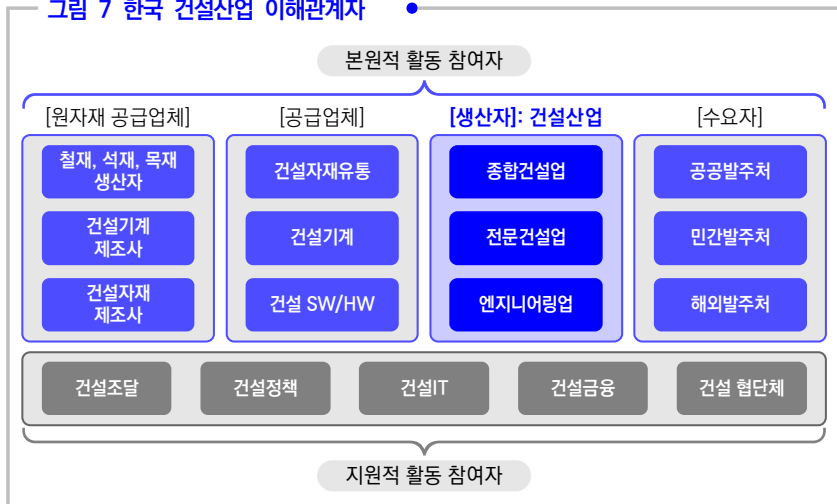 그림 7 한국 건설산업 이해관계자
본원적 활동 참여자
[원자재 공급업체]
[공급업체]
[생산자]: 건설산업
[수요자]
철재, 석재, 목재
생산자
건설자재유통
종합건설업
공공발주처
건설기계
제조사
건설기계
전문건설업
민간발주처
건설자재
제조사
건설 SW/HW
엔지니어링업
해외발주처
건설조달
건설정책
건설IT
건설금융
건설 협단체
지원적 활동 참여자